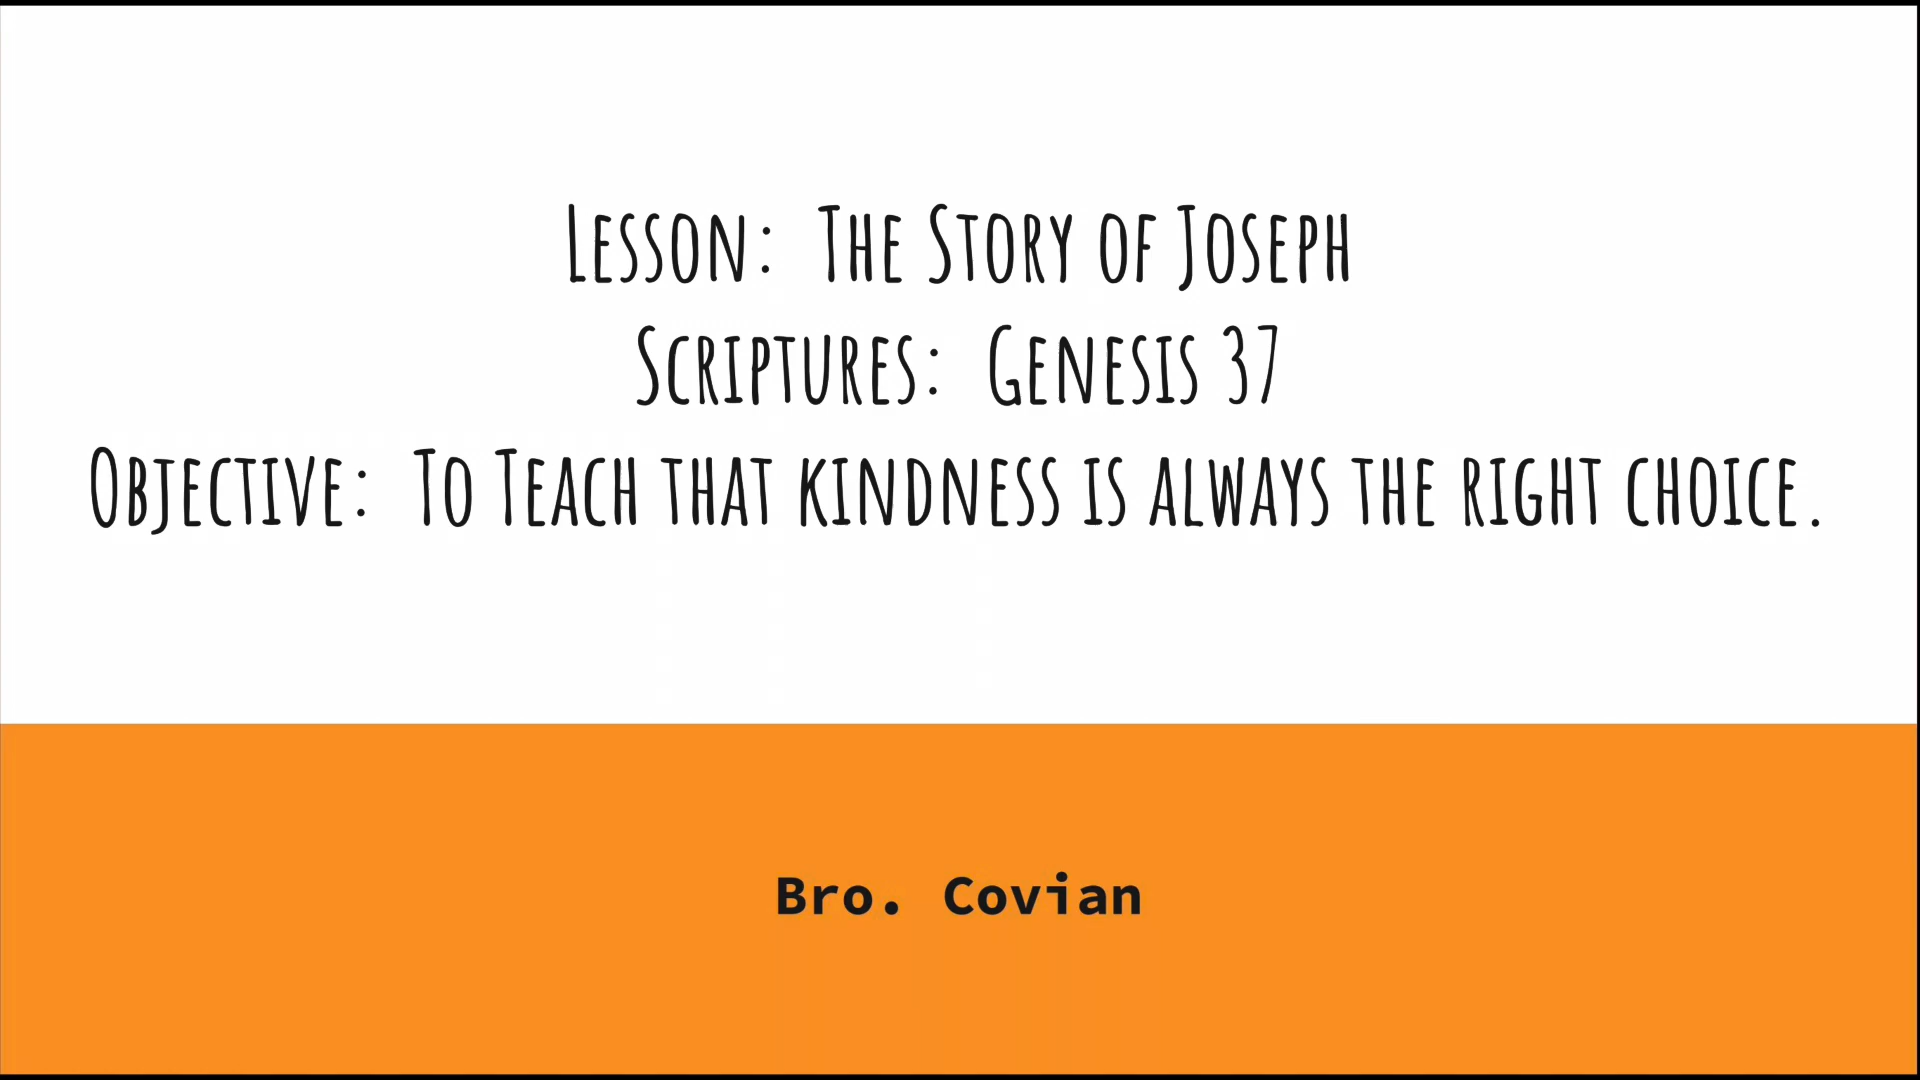 Lesson: The Story of Joseph
Scriptures: Genesis 37
Objective: To Teach that kindness is always the right choice.
Bro. Covian